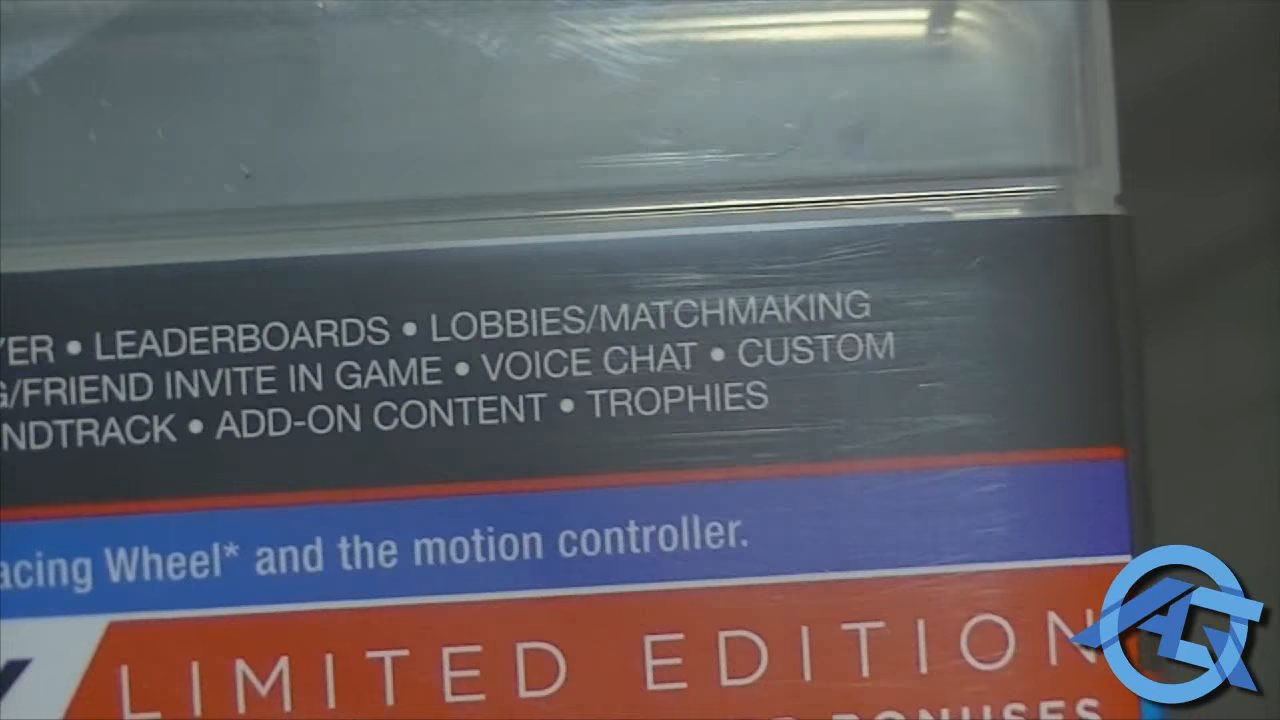 YER • LEADERBOARDS • LOBBIES/MATCHMAKING
G/FRIEND INVITE IN GAME • VOICE CHAT • CUSTOM
NDTRACK • ADD-ON CONTENT • TROPHIES
acing Wheel* and the motion controller.
LIMITED EDITION
BONUSES